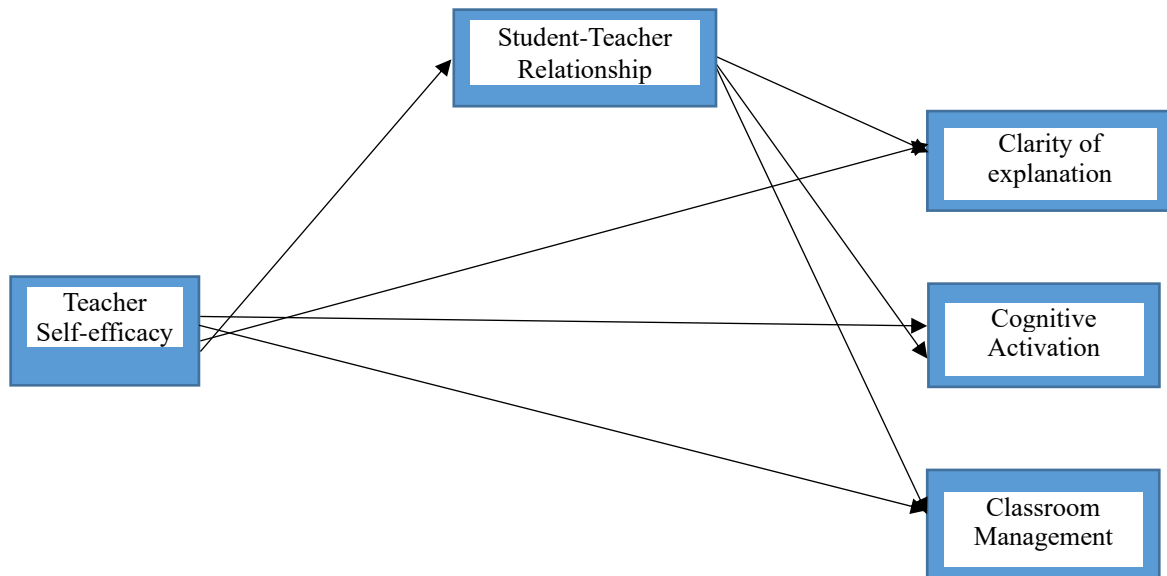 Student-Teacher
Relationship
Clarity of
explanation
Teacher
Self-efficacy
Cognitive
Activation
Classroom
Management